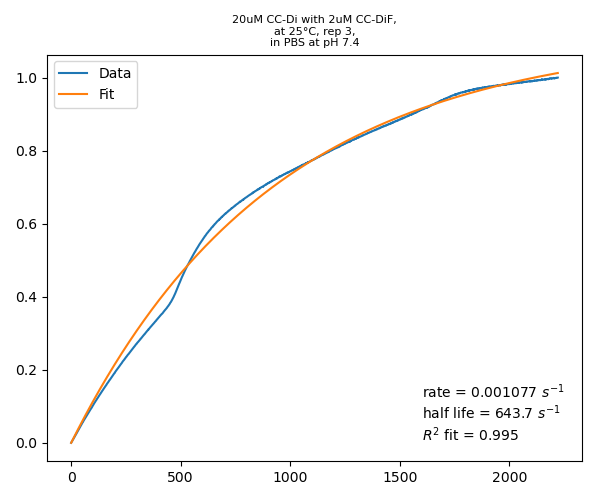 20uM CC-Di with 2uM CC-DiF,
at 25°C, rep 3,
in PBS at pH 7.4
Data
Fit
1.0
0.8
0.6
0.4
0.2
0.0
rate = 0.001077 s⁻¹
half life = 643.7 s⁻¹
R² fit = 0.995
0 500 1000 1500 2000